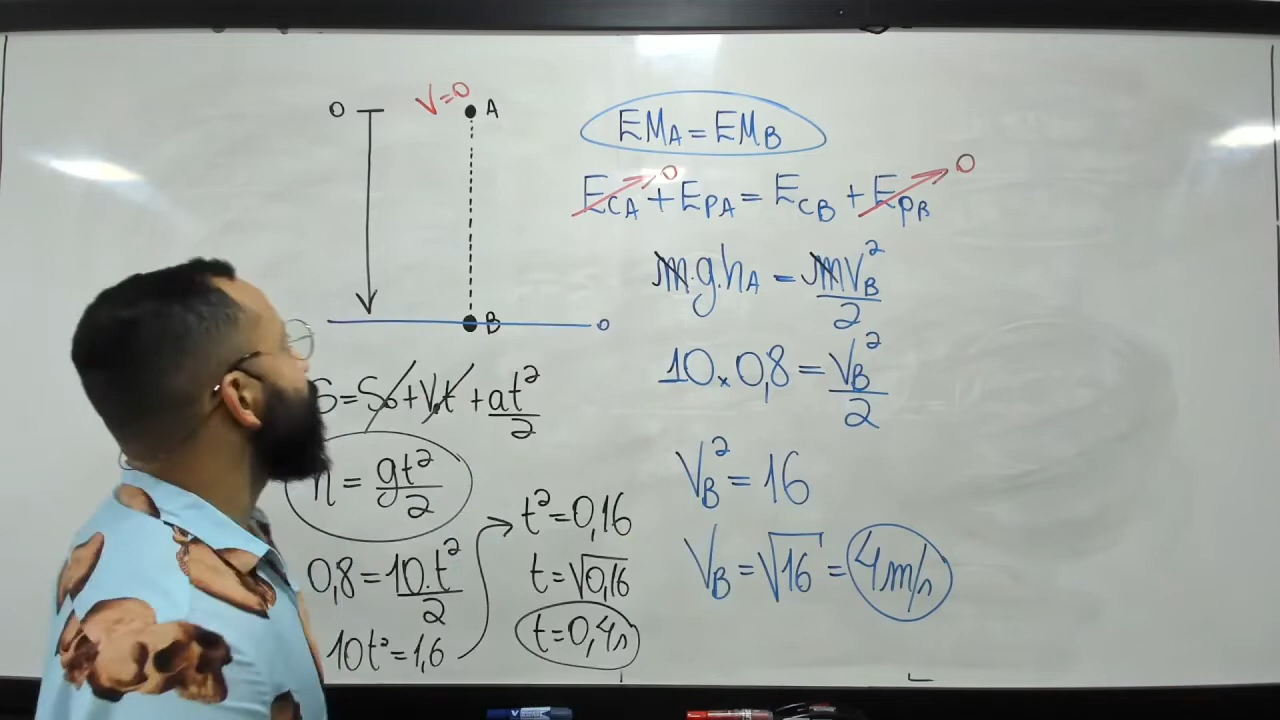 0
V=0
A
B
0
S=S₀+V₀t+at²/2
h=gt²/2
0,8=10.t²/2
10t²=1,6
t²=0,16
t=√0,16
t=0,4s
EMA=EMB
ECA+EPA=ECB+EPB
0
0
m.g.hA=mVB²/2
10×0,8=VB²/2
VB²=16
VB=√16=4m/s